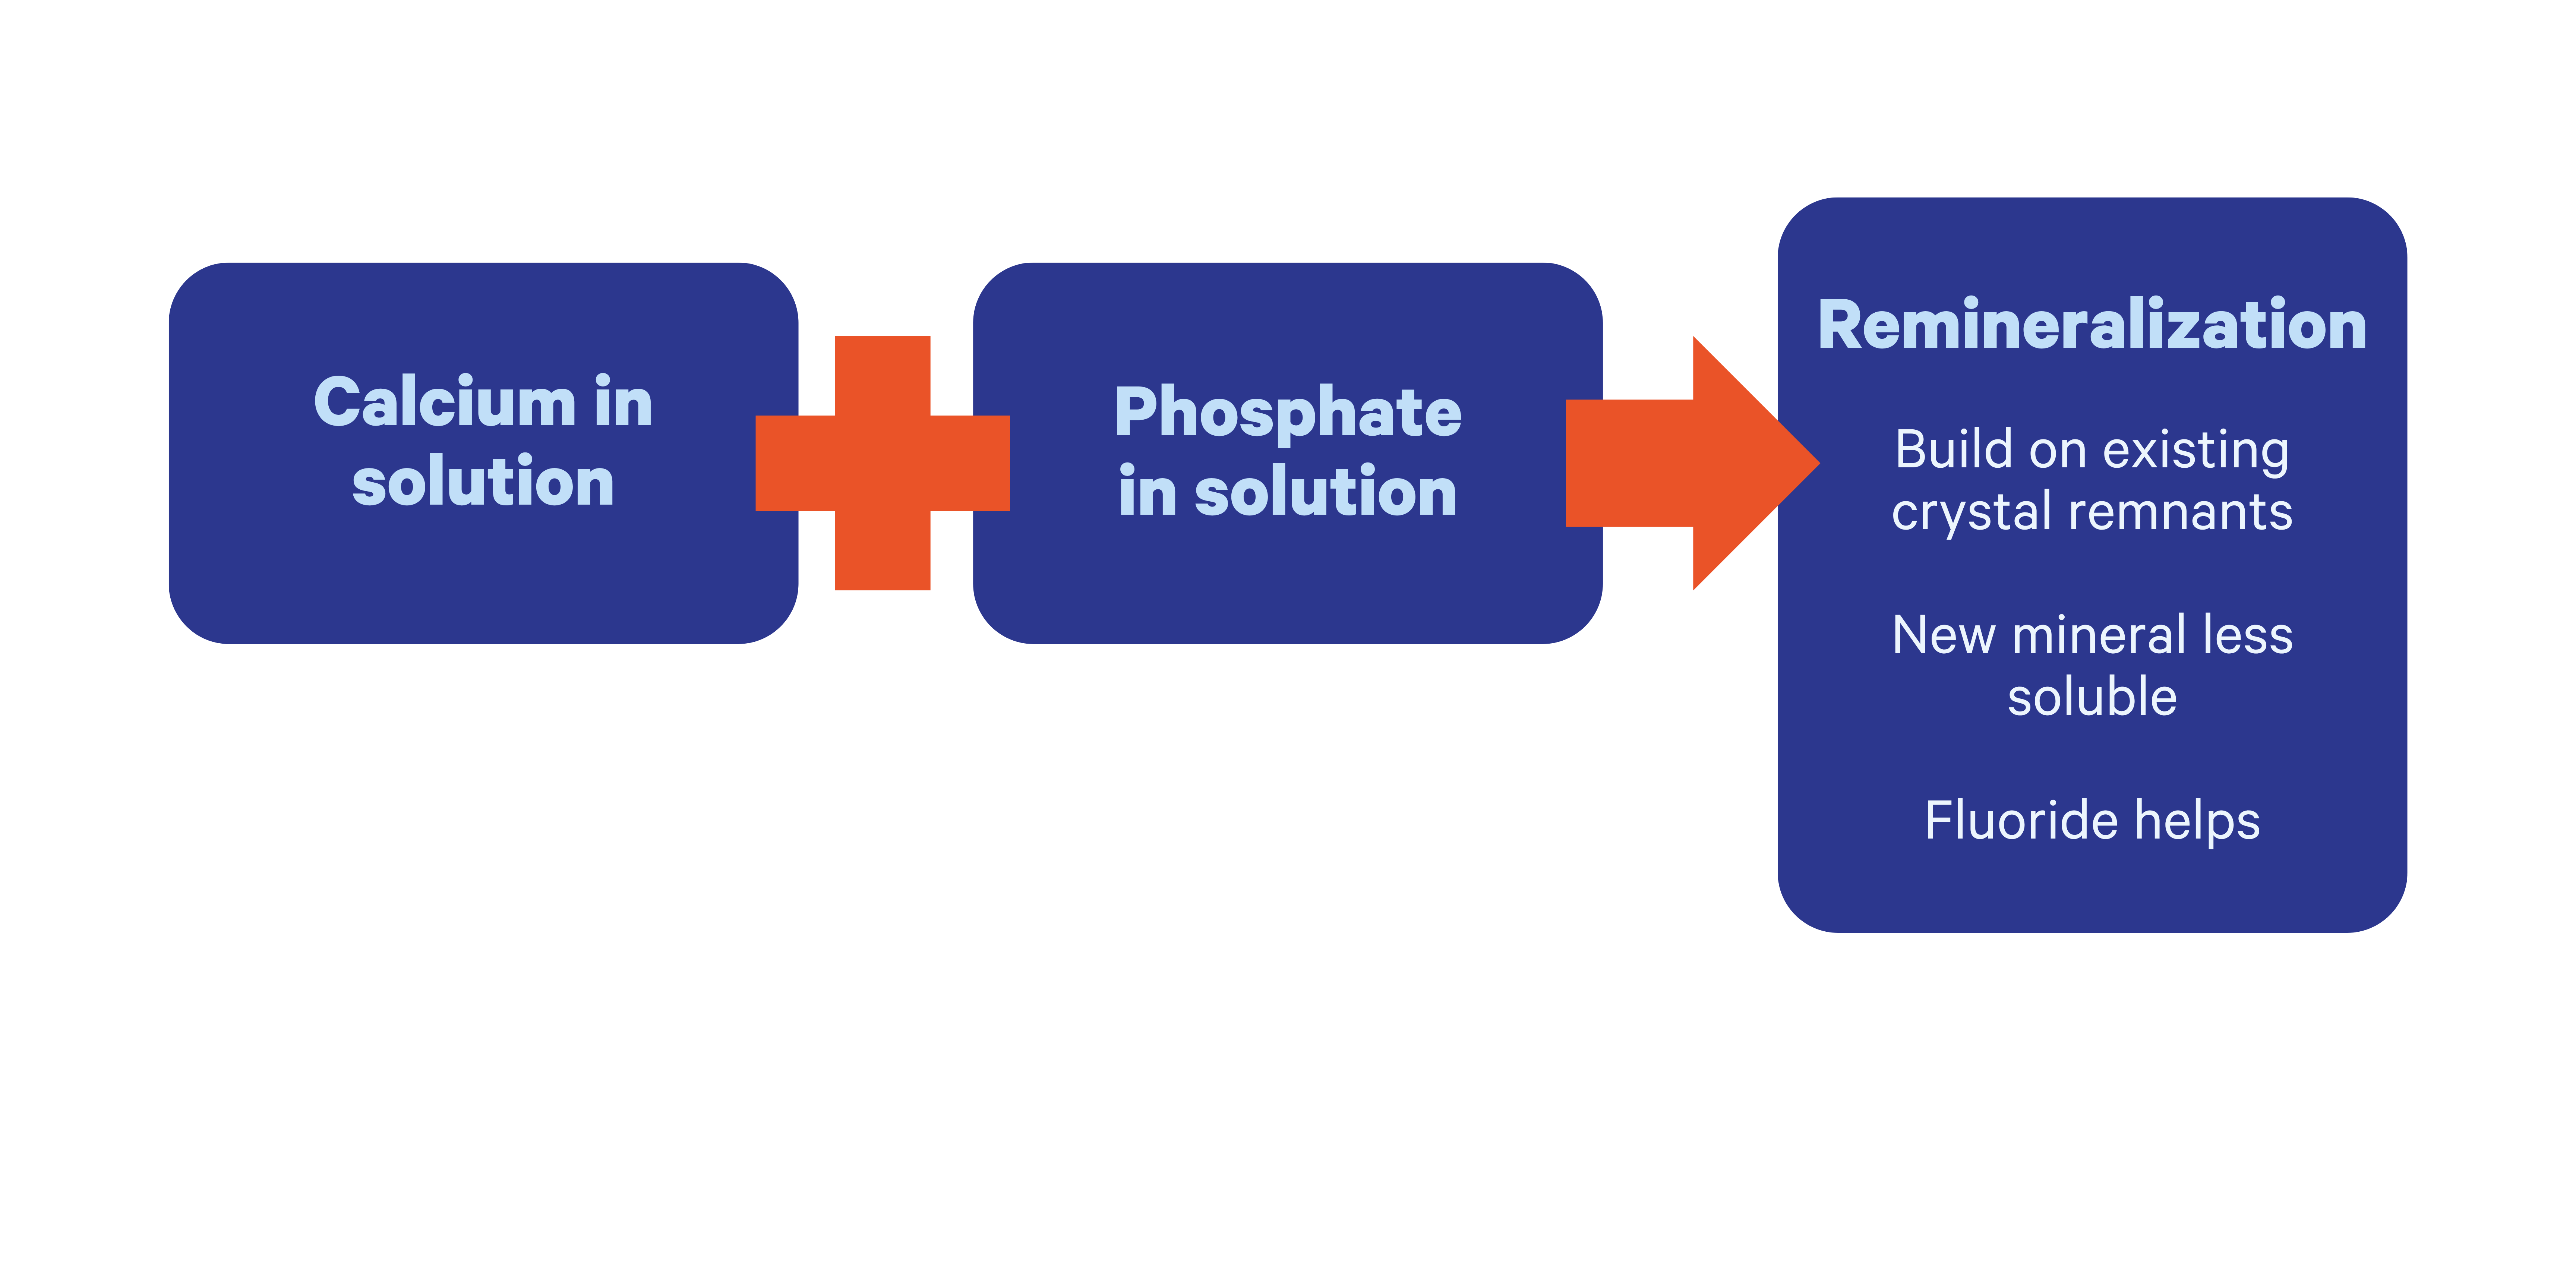 Calcium in
solution
Phosphate
in solution
Remineralization
Build on existing
crystal remnants
New mineral less
soluble
Fluoride helps